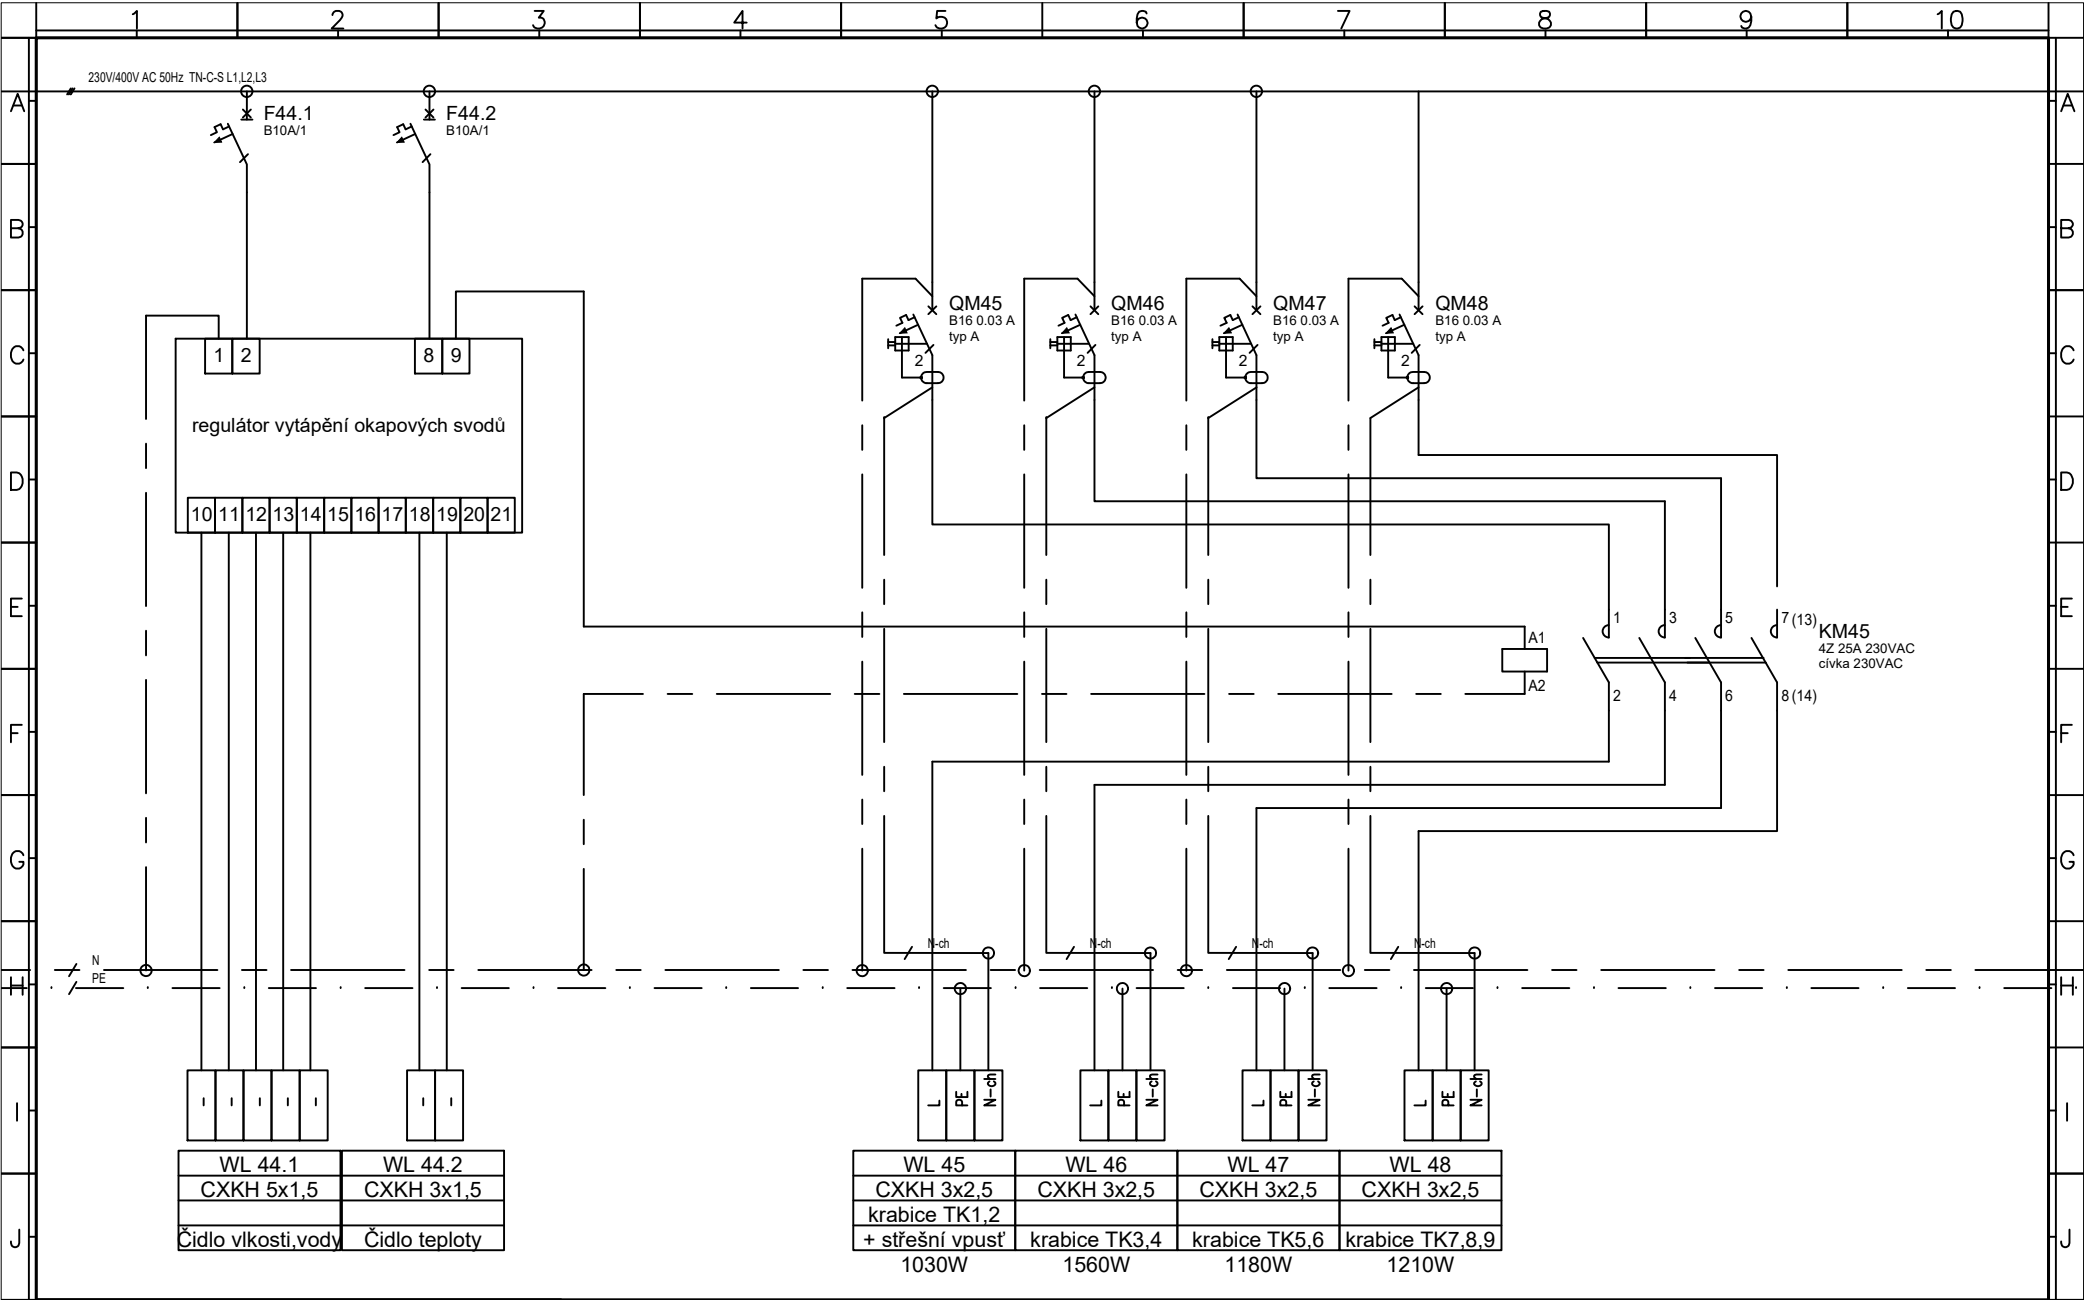 1 2 3 4 5 6 7 8 9 10
230V/400V AC 50Hz TN-C-S L1,L2,L3
A A
F44.1
B10A/1
F44.2
B10A/1
B B
QM45
B16 0.03 A
typ A
2
QM46
B16 0.03 A
typ A
2
QM47
B16 0.03 A
typ A
2
QM48
B16 0.03 A
typ A
2
C C
1 2 8 9
regulátor vytápění okapových svodů
D D
10 11 12 13 14 15 16 17 18 19 20 21
E E
1 3 5 7 (13)
KM45
4Z 25A 230VAC
cívka 230VAC
A1
A2
2 4 6 8 (14)
F F
G G
N-ch N-ch N-ch N-ch
N
PE
H H
I I
- - - - - - -
L PE N-ch L PE N-ch L PE N-ch L PE N-ch
WL 44.1 WL 44.2 WL 45 WL 46 WL 47 WL 48
CXKH 5x1,5 CXKH 3x1,5 CXKH 3x2,5 CXKH 3x2,5 CXKH 3x2,5 CXKH 3x2,5
krabice TK1,2
J J
Čidlo vlkosti,vody Čidlo teploty + střešní vpusť krabice TK3,4 krabice TK5,6 krabice TK7,8,9
1030W 1560W 1180W 1210W